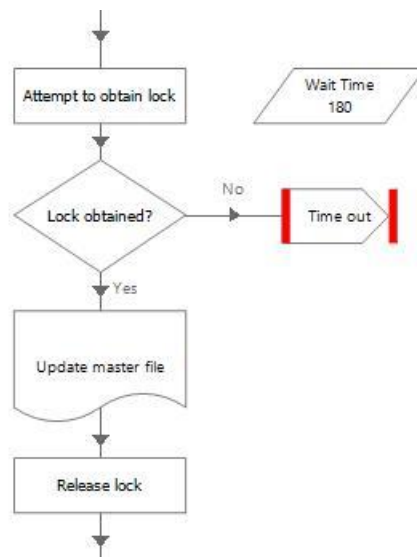 Attempt to obtain lock
Wait Time
180
Lock obtained?
No
Time out
Yes
Update master file
Release lock